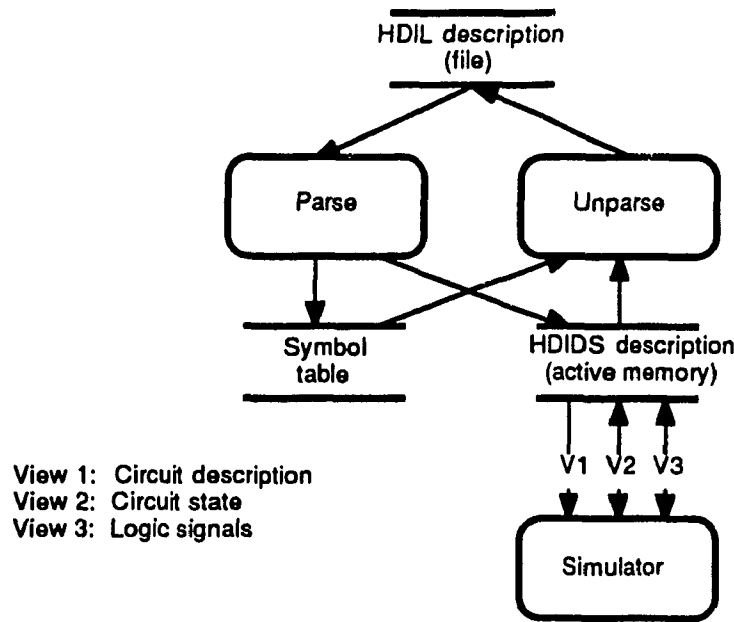 HDIL description
(file)
Parse
Unparse
Symbol
table
HDIDS description
(active memory)
V1 V2 V3
View 1: Circuit description
View 2: Circuit state
View 3: Logic signals
Simulator